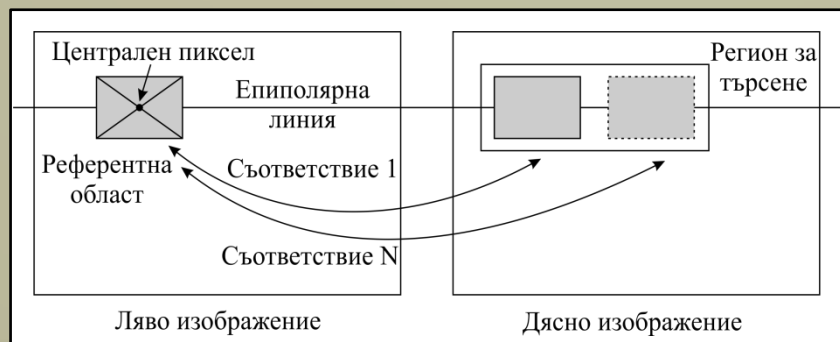 Централен пиксел
Епиполярна
линия
Референтна
област
Съответствие 1
Съответствие N
Ляво изображение
Регион за
търсене
Дясно изображение